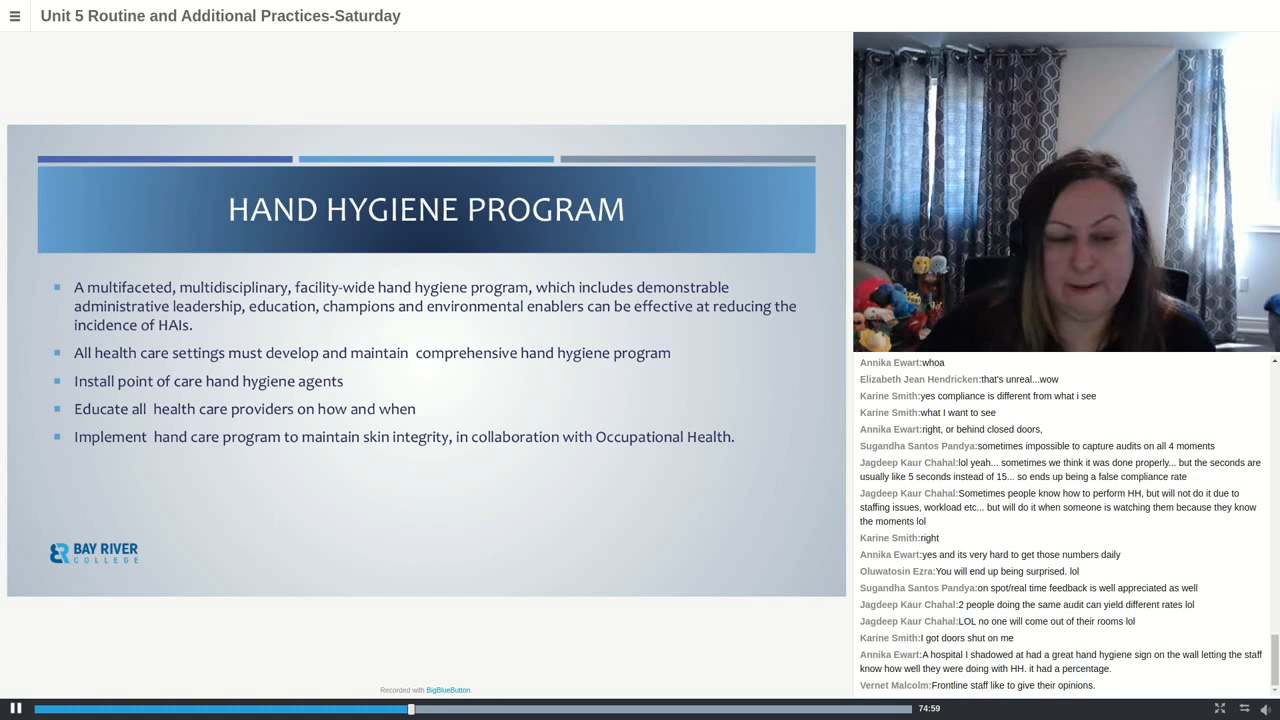 Unit 5 Routine and Additional Practices-Saturday
HAND HYGIENE PROGRAM
A multifaceted, multidisciplinary, facility-wide hand hygiene program, which includes demonstrable
administrative leadership, education, champions and environmental enablers can be effective at reducing the
incidence of HAIs.
All health care settings must develop and maintain comprehensive hand hygiene program
Install point of care hand hygiene agents
Educate all health care providers on how and when
Implement hand care program to maintain skin integrity, in collaboration with Occupational Health.
BAY RIVER
COLLEGE
Recorded with BigBlueButton.
Annika Ewart:whoa
Elizabeth Jean Hendricken:that's unreal...wow
Karine Smith:yes compliance is different from what i see
Karine Smith:what I want to see
Annika Ewart:right, or behind closed doors,
Sugandha Santos Pandya:sometimes impossible to capture audits on all 4 moments
Jagdeep Kaur Chahal:lol yeah... sometimes we think it was done properly... but the seconds are
usually like 5 seconds instead of 15... so ends up being a false compliance rate
Jagdeep Kaur Chahal:Sometimes people know how to perform HH, but will not do it due to
staffing issues, workload etc... but will do it when someone is watching them because they know
the moments lol
Karine Smith:right
Annika Ewart:yes and its very hard to get those numbers daily
Oluwatosin Ezra:You will end up being surprised. lol
Sugandha Santos Pandya:on spot/real time feedback is well appreciated as well
Jagdeep Kaur Chahal:2 people doing the same audit can yield different rates lol
Jagdeep Kaur Chahal:LOL no one will come out of their rooms lol
Karine Smith:I got doors shut on me
Annika Ewart:A hospital I shadowed at had a great hand hygiene sign on the wall letting the staff
know how well they were doing with HH. it had a percentage.
Vernet Malcolm:Frontline staff like to give their opinions.
74:59